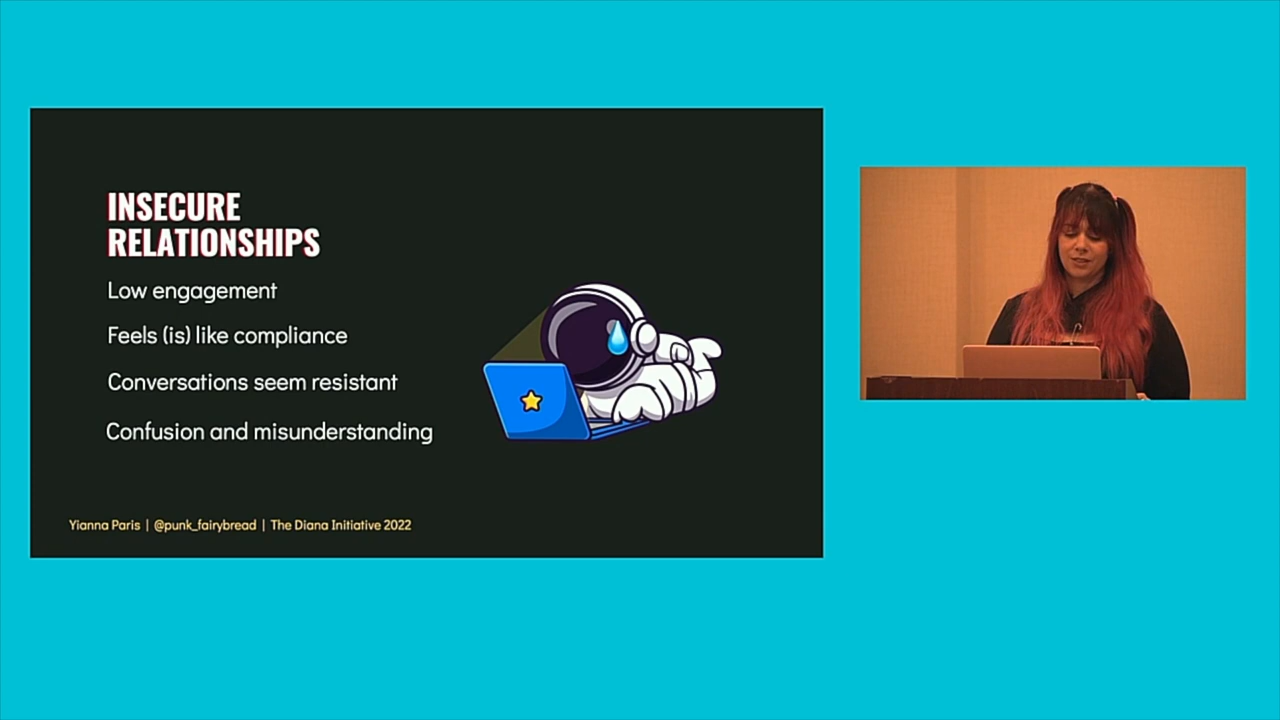 INSECURE
RELATIONSHIPS
Low engagement
Feels (is) like compliance
Conversations seem resistant
Confusion and misunderstanding
Yianna Paris | @punk_fairybread | The Diana Initiative 2022